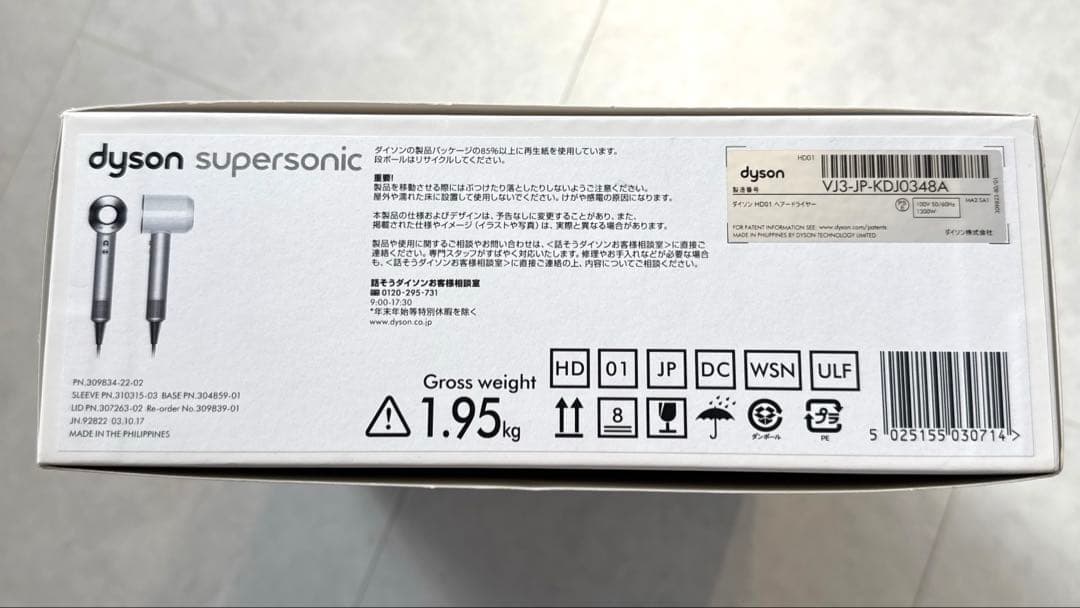 dyson supersonic
ダイソンの製品パッケージの85%以上に再生紙を使用しています。
段ボールはリサイクルしてください。
重要!
製品を移動させる際にはぶつけたり落としたりしないようご注意ください。
屋外や濡れた床に設置して使用しないでください。けがや感電の原因になります。
本製品の仕様およびデザインは、予告なしに変更することがあり、また、
掲載された仕様やイメージ(イラストや写真)は、実際と異なる場合があります。
製品や使用に関するご相談やお問い合わせは、<話そうダイソンお客様相談室>に直接ご
連絡ください。専門スタッフがすばやく対応いたします。修理やお手入れなどが必要な場合
も、<話そうダイソンお客様相談室>に直接ご連絡の上、内容についてご相談ください。
話そうダイソンお客様相談室
0120-295-731
9:00-17:30
*年末年始等特別休暇を除く
www.dyson.co.jp
HD01
dyson
製造番号
VJ3-JP-KDJ0348A
ダイソン HD01 ヘアードライヤー
100V 50/60Hz
1200W
MA2 SA1
FOR PATENT INFORMATION SEE: www.dyson.com/patents
MADE IN PHILIPPINES BY DYSON TECHNOLOGY LIMITED
ダイソン株式会社
PN.309834-22-02
SLEEVE PN.310315-03 BASE PN.304859-01
LID PN.307263-02 Re-order No.309839-01
JN.92822 03.10.17
MADE IN THE PHILIPPINES
Gross weight
1.95kg
HD 01 JP DC WSN ULF
8
ダンボール
プラ
PE
5 025155 030714 >